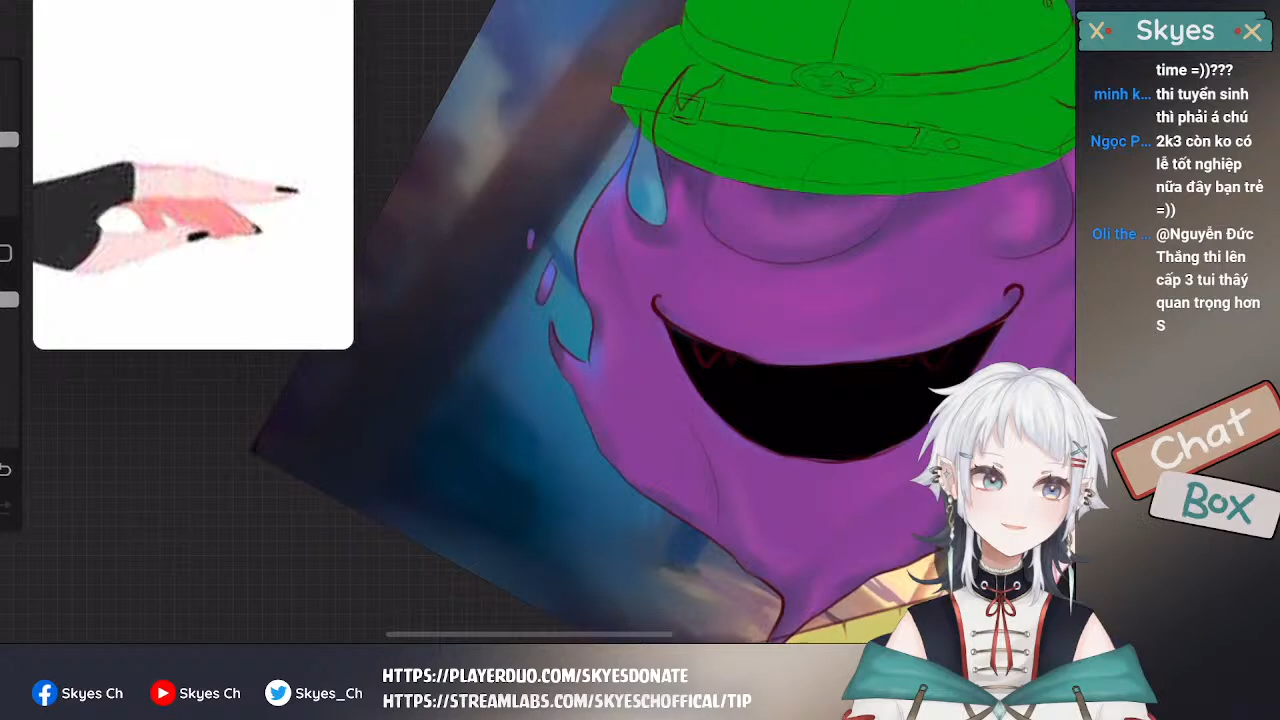 Skyes
time =))???
minh k... thi tuyển sinh
thì phải á chú
Ngọc P... 2k3 còn ko có
lẽ tốt nghiệp
nữa đây bạn trẻ
=))
Oli the ... @Nguyễn Đức
Thắng thi lên
cấp 3 tui thấy
quan trọng hơn
S
Chat
Box
Skyes Ch
Skyes Ch
Skyes_Ch
HTTPS://PLAYERDUO.COM/SKYESDONATE
HTTPS://STREAMLABS.COM/SKYESCHOFFICAL/TIP